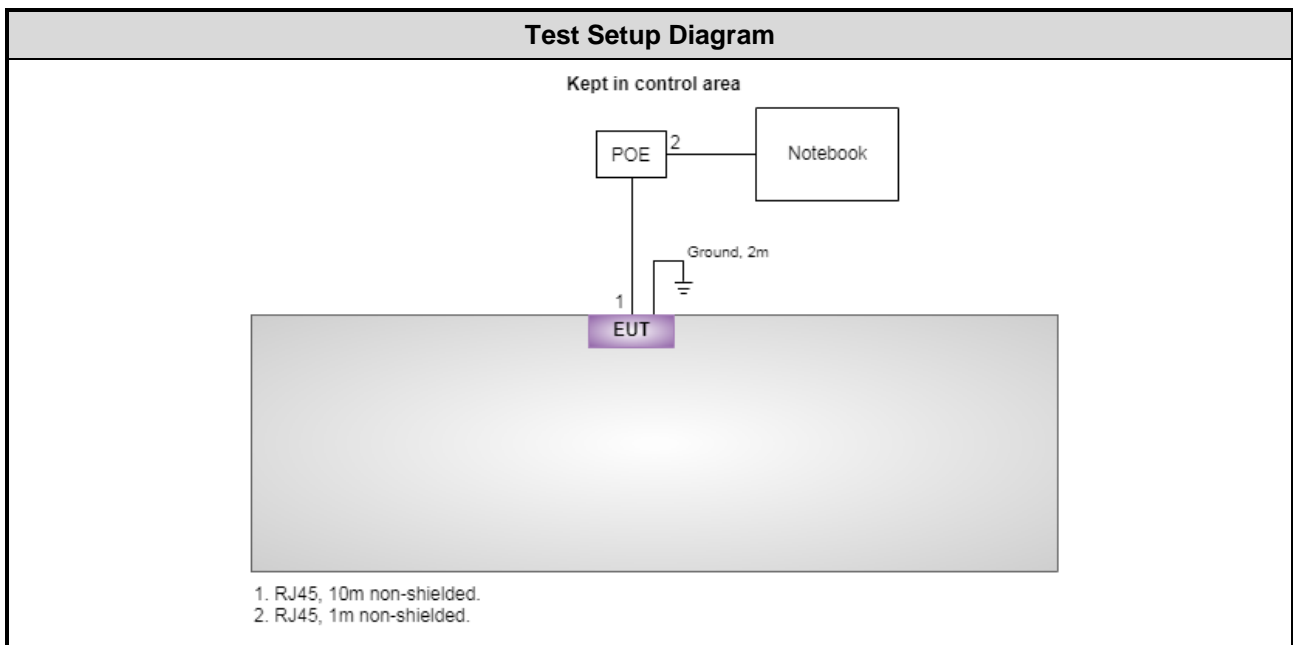 Test Setup Diagram
Kept in control area
POE
2
Notebook
Ground, 2m
1
EUT
1. RJ45, 10m non-shielded.
2. RJ45, 1m non-shielded.